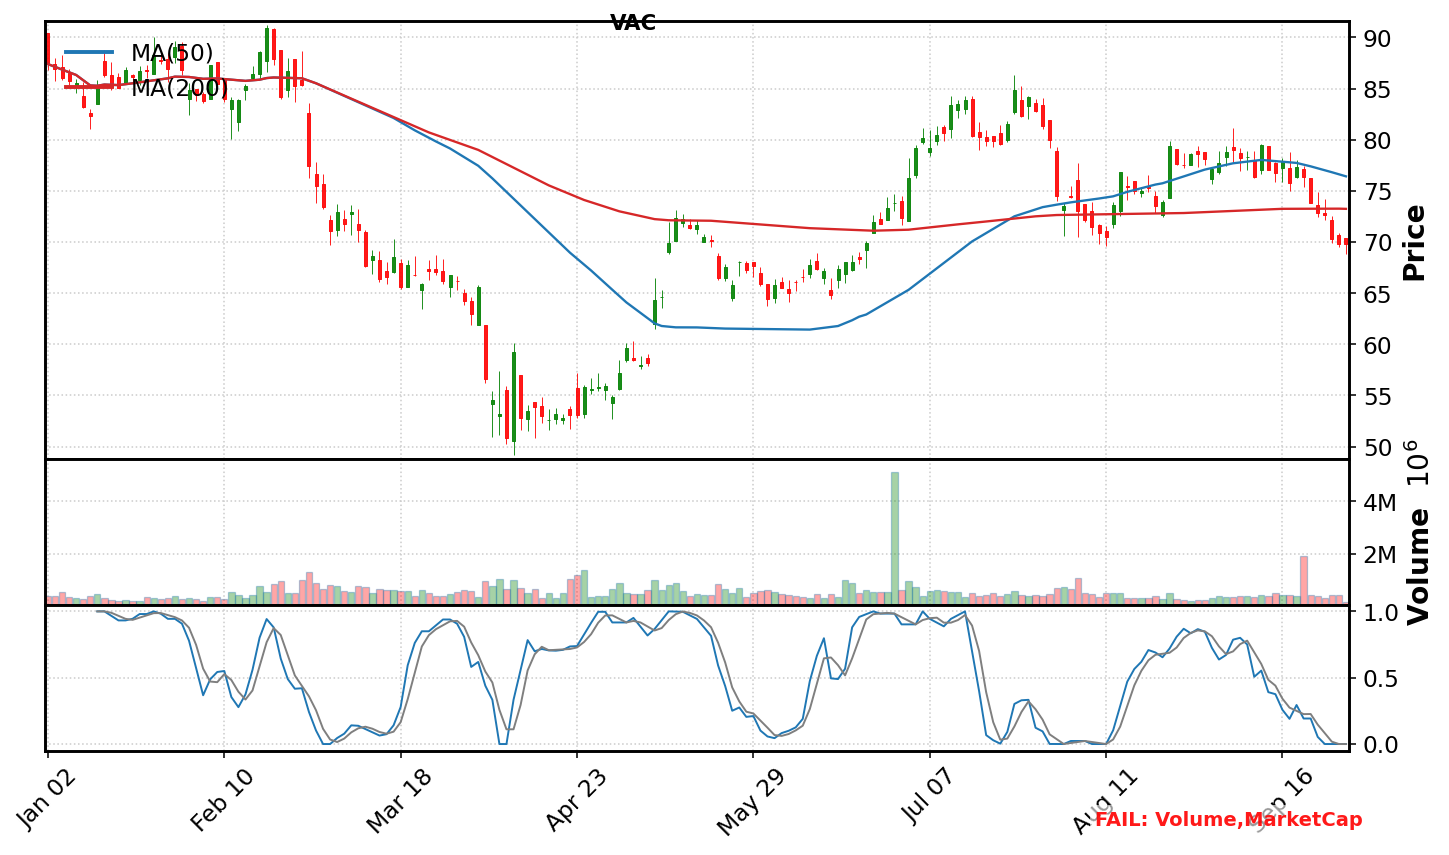 VAC
MA(50)
MA(200)
90
85
80
75
70
65
60
55
50
Price
4M
2M
Volume 10^6
1.0
0.5
0.0
Jan 02
Feb 10
Mar 18
Apr 23
May 29
Jul 07
Aug 11
Sep 16
FAIL: Volume,MarketCap